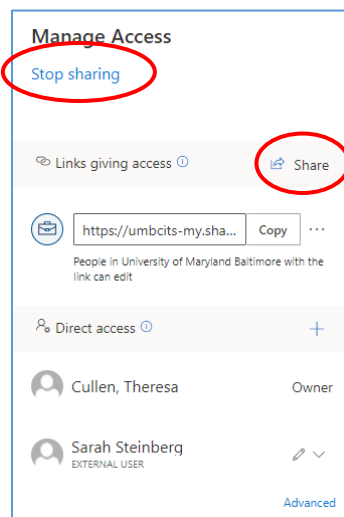 Manage Access
Stop sharing
Links giving access
Share
https://umbcits-my.sha...
Copy
People in University of Maryland Baltimore with the
link can edit
Direct access
Cullen, Theresa
Owner
Sarah Steinberg
EXTERNAL USER
Advanced